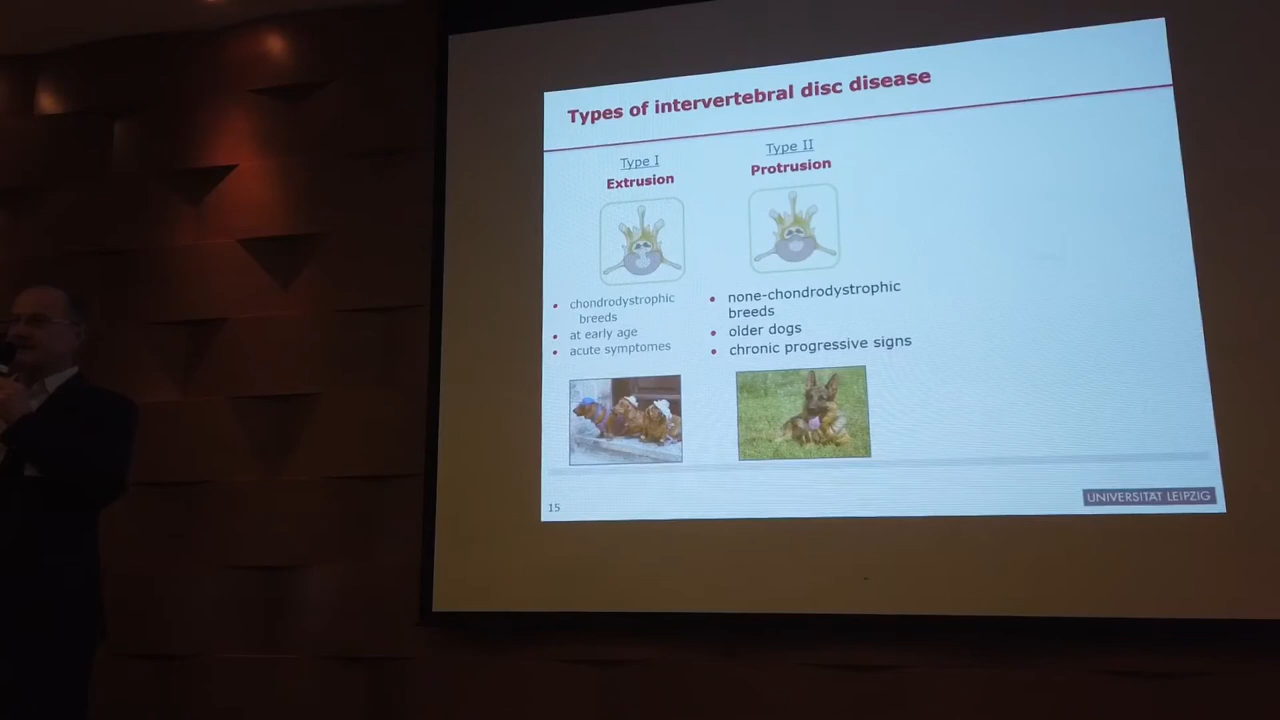 Types of intervertebral disc disease
Type I
Extrusion
• chondrodystrophic
breeds
• at early age
• acute symptomes
Type II
Protrusion
• none-chondrodystrophic
breeds
• older dogs
• chronic progressive signs
15
UNIVERSITÄT LEIPZIG